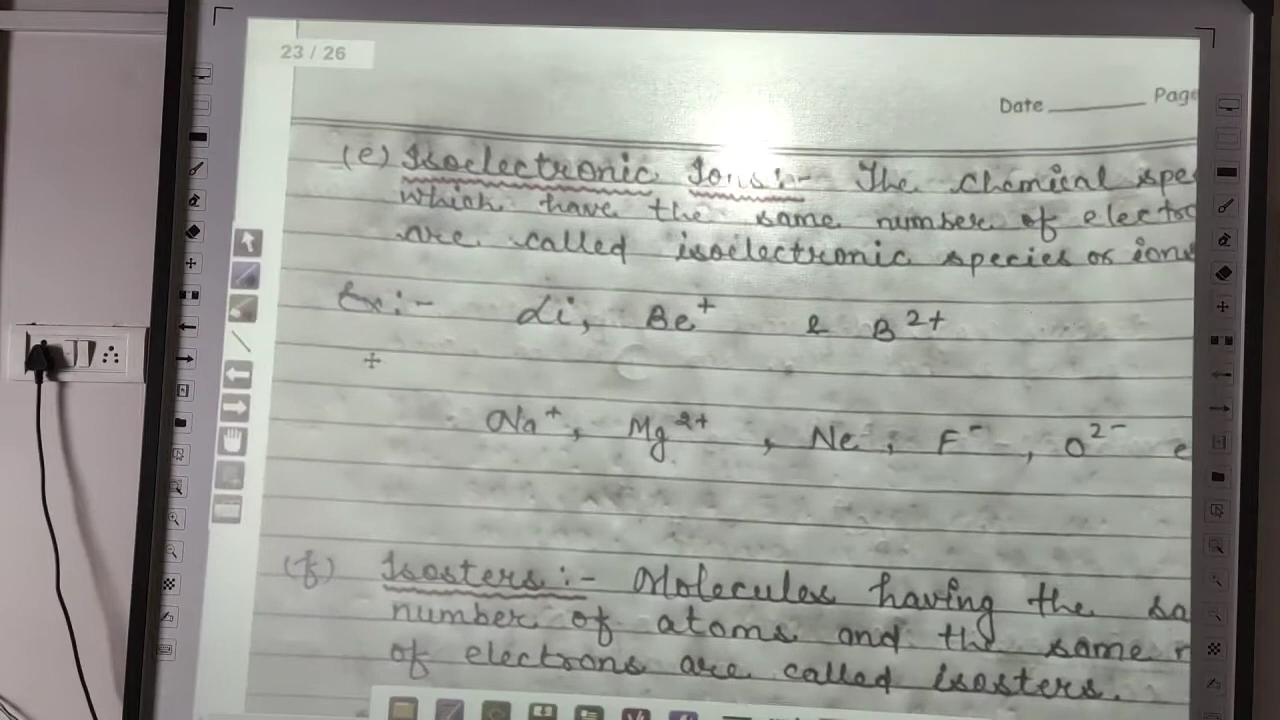 23 / 26
Date ______ Page
(e) Isoelectronic Ions:- The Chemical spe
which have the same number of electro
are called isoelectronic species or ions
Ex:- Li, Be⁺ & B²⁺
Na⁺, Mg²⁺, Ne, F⁻, O²⁻ e
(f) Isosters:- Molecules having the sa
number of atoms and the same n
of electrons are called isosters.